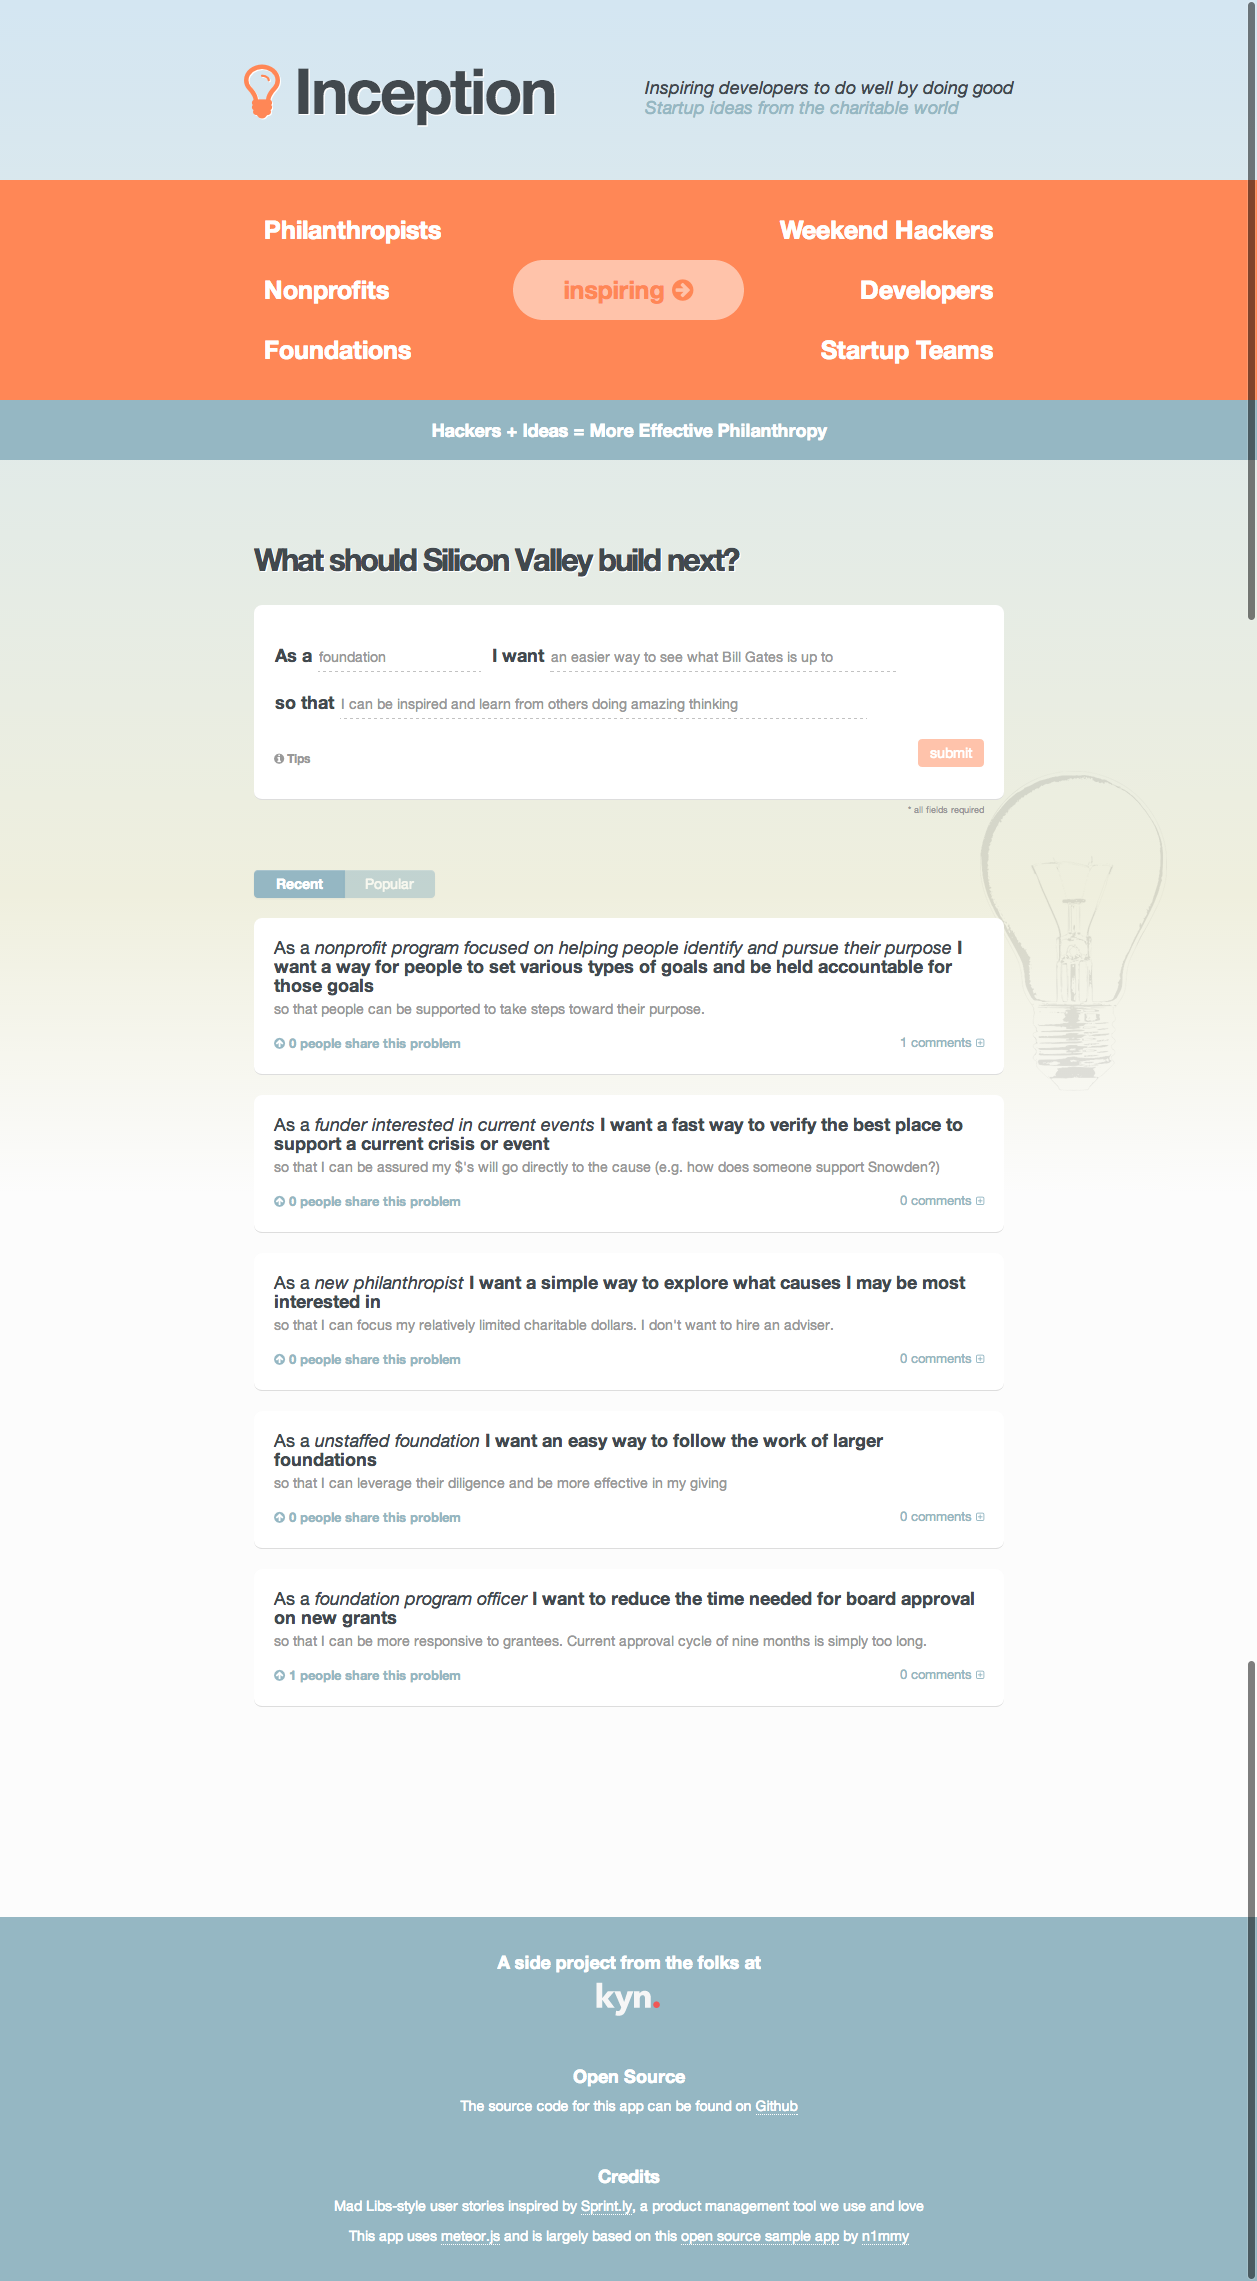 Inception
Inspiring developers to do well by doing good
Startup ideas from the charitable world
Philanthropists
Weekend Hackers
Nonprofits
inspiring
Developers
Foundations
Startup Teams
Hackers + Ideas = More Effective Philanthropy
What should Silicon Valley build next?
As a foundation I want an easier way to see what Bill Gates is up to
so that I can be inspired and learn from others doing amazing thinking
Tips
submit
* all fields required
Recent
Popular
As a nonprofit program focused on helping people identify and pursue their purpose I
want a way for people to set various types of goals and be held accountable for
those goals
so that people can be supported to take steps toward their purpose.
0 people share this problem
1 comments
As a funder interested in current events I want a fast way to verify the best place to
support a current crisis or event
so that I can be assured my $'s will go directly to the cause (e.g. how does someone support Snowden?)
0 people share this problem
0 comments
As a new philanthropist I want a simple way to explore what causes I may be most
interested in
so that I can focus my relatively limited charitable dollars. I don't want to hire an adviser.
0 people share this problem
0 comments
As a unstaffed foundation I want an easy way to follow the work of larger
foundations
so that I can leverage their diligence and be more effective in my giving
0 people share this problem
0 comments
As a foundation program officer I want to reduce the time needed for board approval
on new grants
so that I can be more responsive to grantees. Current approval cycle of nine months is simply too long.
1 people share this problem
0 comments
A side project from the folks at
kyn.
Open Source
The source code for this app can be found on Github
Credits
Mad Libs-style user stories inspired by Sprint.ly, a product management tool we use and love
This app uses meteor.js and is largely based on this open source sample app by n1mmy